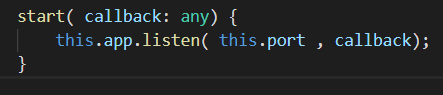 start( callback: any) {
    this.app.listen( this.port , callback);
}